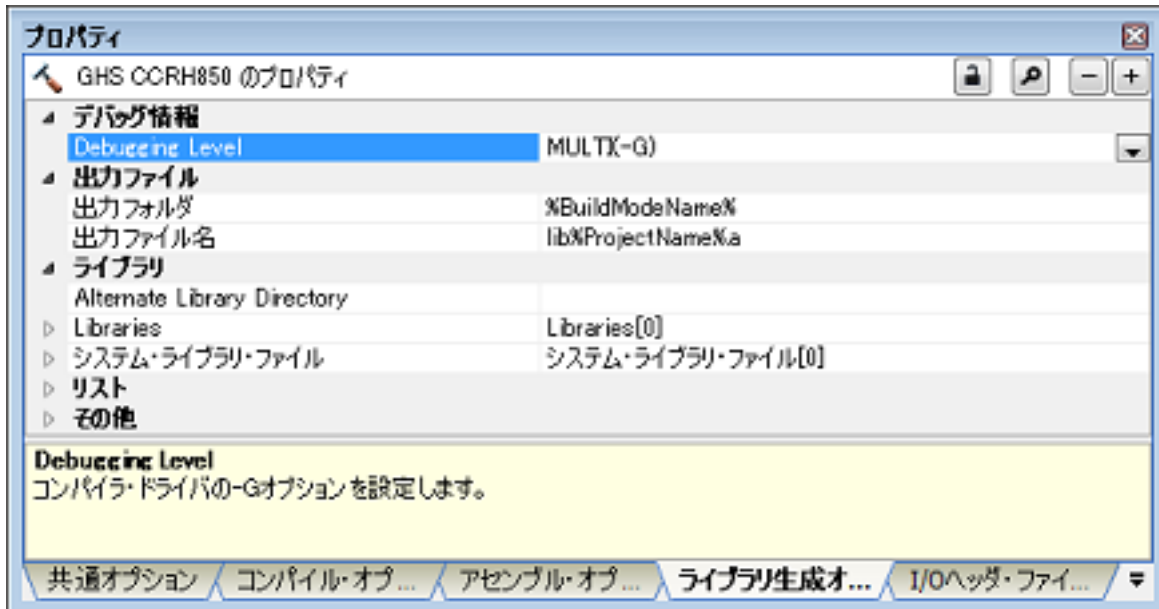 プロパティ
GHS CCRH850 のプロパティ
デバッグ情報
Debugging Level MULTI(-G)
出力ファイル
出力フォルダ %BuildModeName%
出力ファイル名 lib%ProjectName%.a
ライブラリ
Alternate Library Directory
Libraries Libraries[0]
システム・ライブラリ・ファイル システム・ライブラリ・ファイル[0]
リスト
その他
Debugging Level
コンパイラ・ドライバの-Gオプションを設定します。
共通オプション コンパイル・オプ... アセンブル・オプ... ライブラリ生成オ... I/Oヘッダ・ファイ...